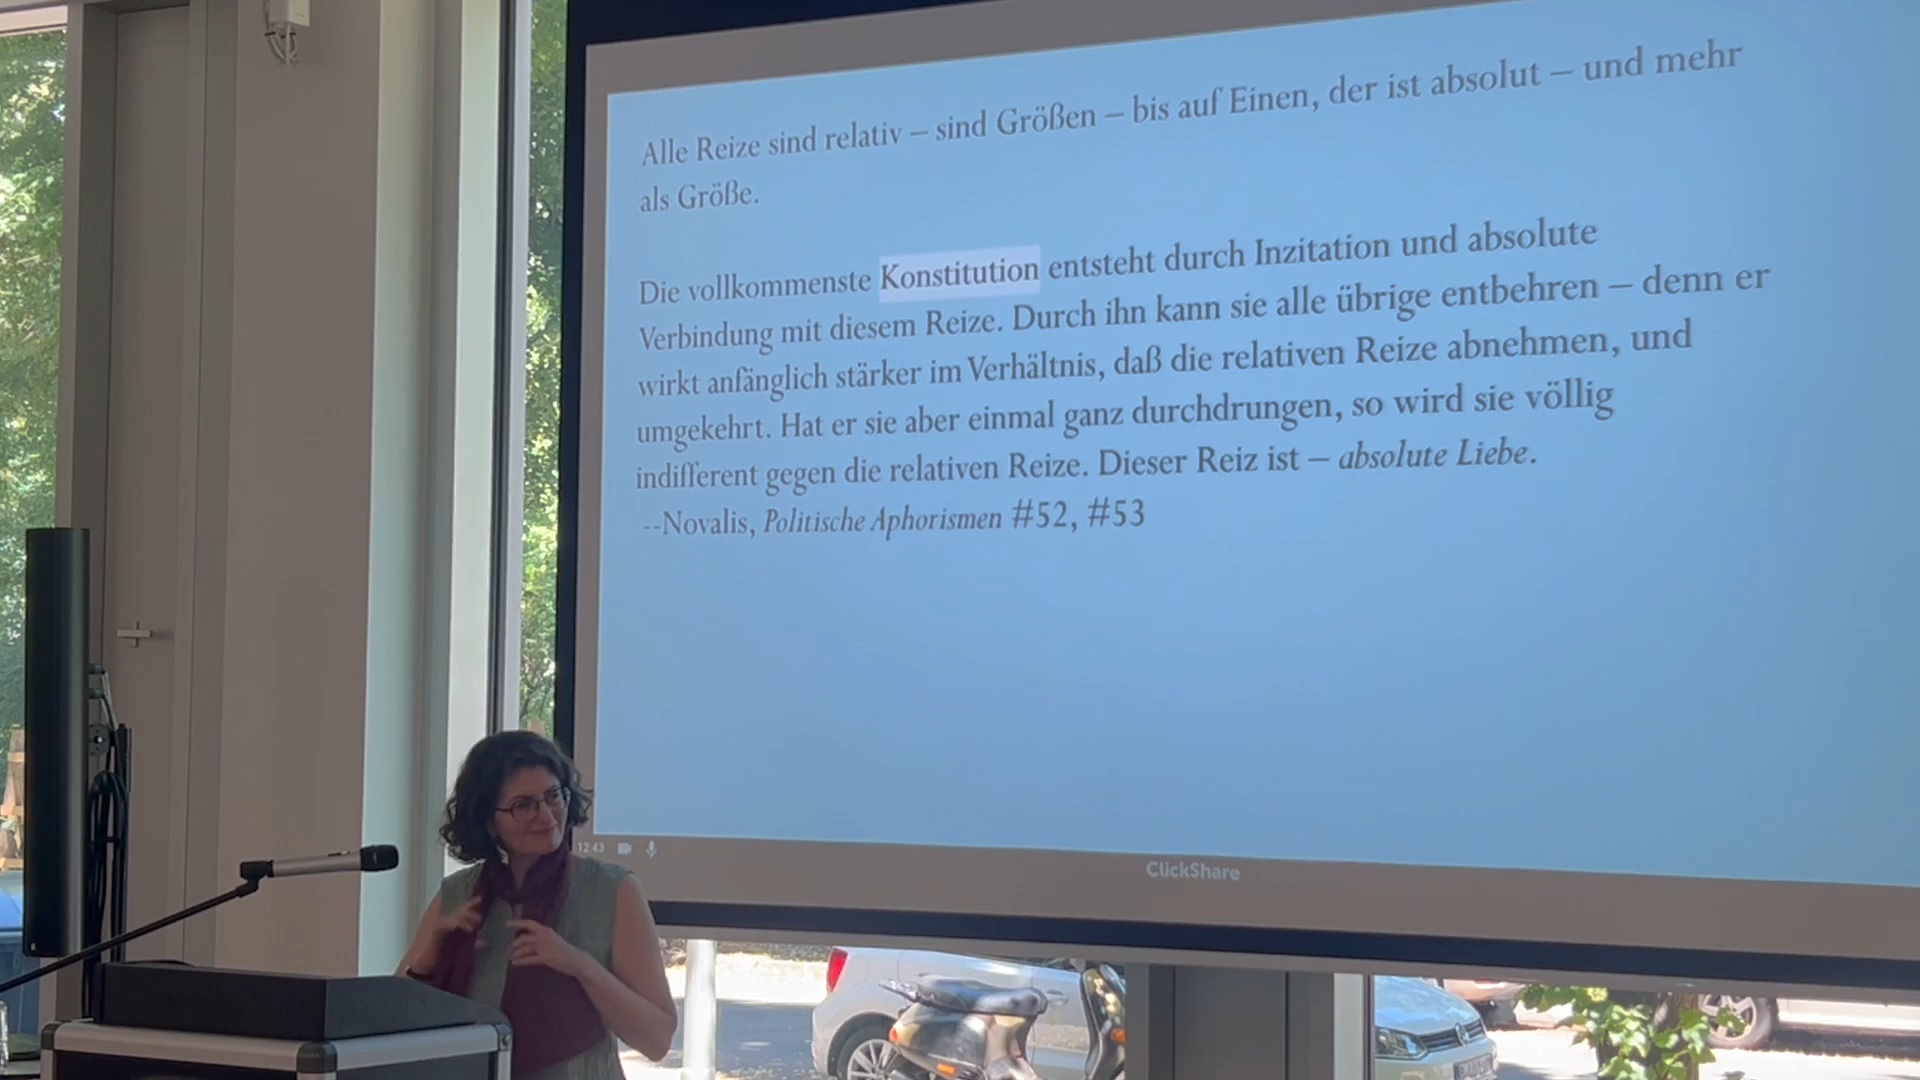 Alle Reize sind relativ – sind Größen – bis auf Einen, der ist absolut – und mehr
als Größe.
Die vollkommenste Konstitution entsteht durch Inzitation und absolute
Verbindung mit diesem Reize. Durch ihn kann sie alle übrige entbehren – denn er
wirkt anfänglich stärker im Verhältnis, daß die relativen Reize abnehmen, und
umgekehrt. Hat er sie aber einmal ganz durchdrungen, so wird sie völlig
indifferent gegen die relativen Reize. Dieser Reiz ist – absolute Liebe.
--Novalis, Politische Aphorismen #52, #53
12:43
ClickShare